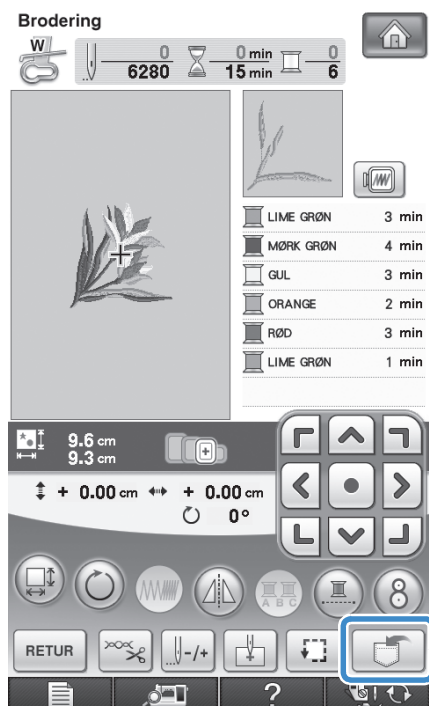 Brodering
W
0 0 min 0
6280 15 min 6
LIME GRØN 3 min
MØRK GRØN 4 min
GUL 3 min
ORANGE 2 min
RØD 3 min
LIME GRØN 1 min
9.6 cm
9.3 cm
+ 0.00 cm + 0.00 cm
0°
A B C
8
RETUR -/+
? !